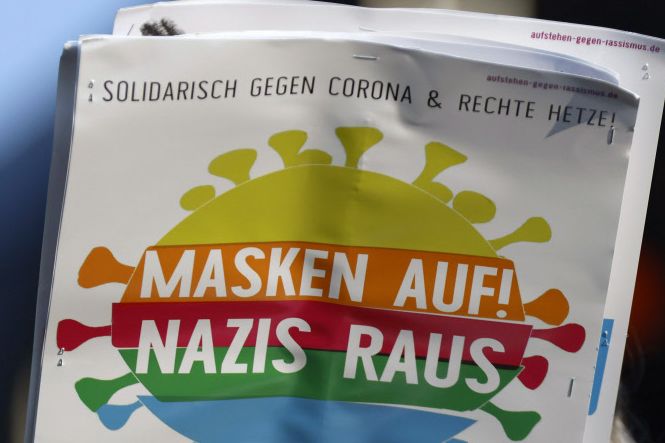 aufstehen-gegen-rassismus.de
aufstehen-gegen-rassismus.de
SOLIDARISCH GEGEN CORONA & RECHTE HETZE!
MASKEN AUF!
NAZIS RAUS